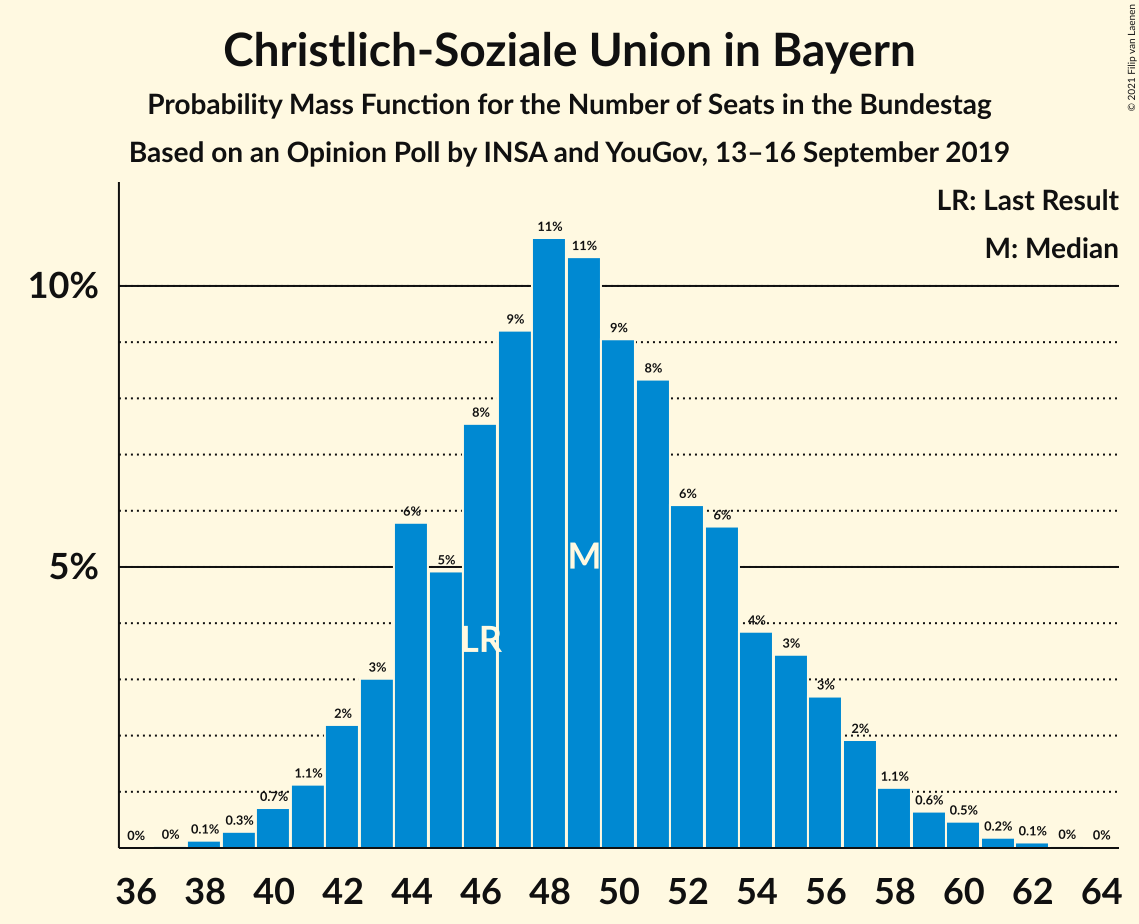 Christlich-Soziale Union in Bayern
Probability Mass Function for the Number of Seats in the Bundestag
Based on an Opinion Poll by INSA and YouGov, 13–16 September 2019
© 2021 Filip van Laenen
LR: Last Result
M: Median
10%
5%
0% 0% 0.1% 0.3% 0.7% 1.1% 2% 3% 6% 5% 8% 9% 11% 11% 9% 8% 6% 6% 4% 3% 3% 2% 1.1% 0.6% 0.5% 0.2% 0.1% 0% 0%
LR
M
36 38 40 42 44 46 48 50 52 54 56 58 60 62 64